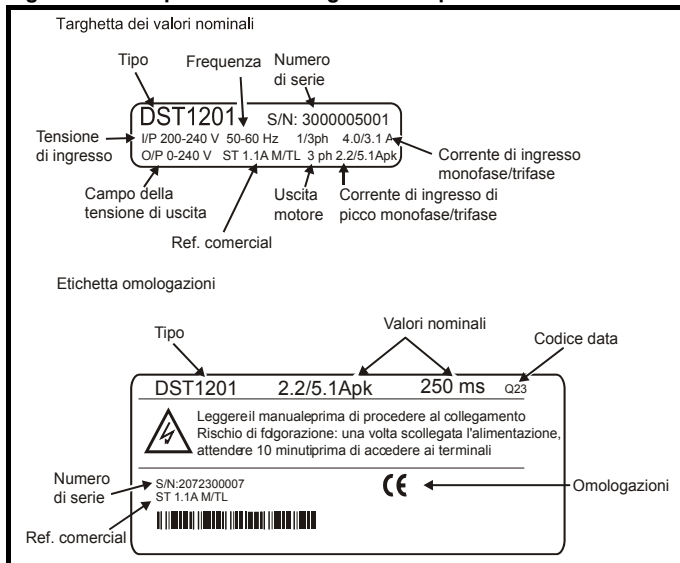 Targhetta dei valori nominali
Tipo
Frequenza
Numero
di serie
DST1201 S/N: 3000005001
I/P 200-240 V 50-60 Hz 1/3ph 4.0/3.1 A
O/P 0-240 V ST 1.1A M/TL 3 ph 2.2/5.1Apk
Tensione
di ingresso
Corrente di ingresso
monofase/trifase
Campo della
tensione di uscita
Uscita
motore
Corrente di ingresso di
picco monofase/trifase
Ref. comercial
Etichetta omologazioni
Tipo
Valori nominali
Codice data
DST1201 2.2/5.1Apk 250 ms Q23
Leggereil manualeprima di procedere al collegamento
Rischio di fdgorazione: una volta scollegata l'alimentazione,
attendere 10 minutiprima di accedere ai terminali
Numero
di serie
S/N:2072300007
ST 1.1A M/TL
CE
Omologazioni
Ref. comercial